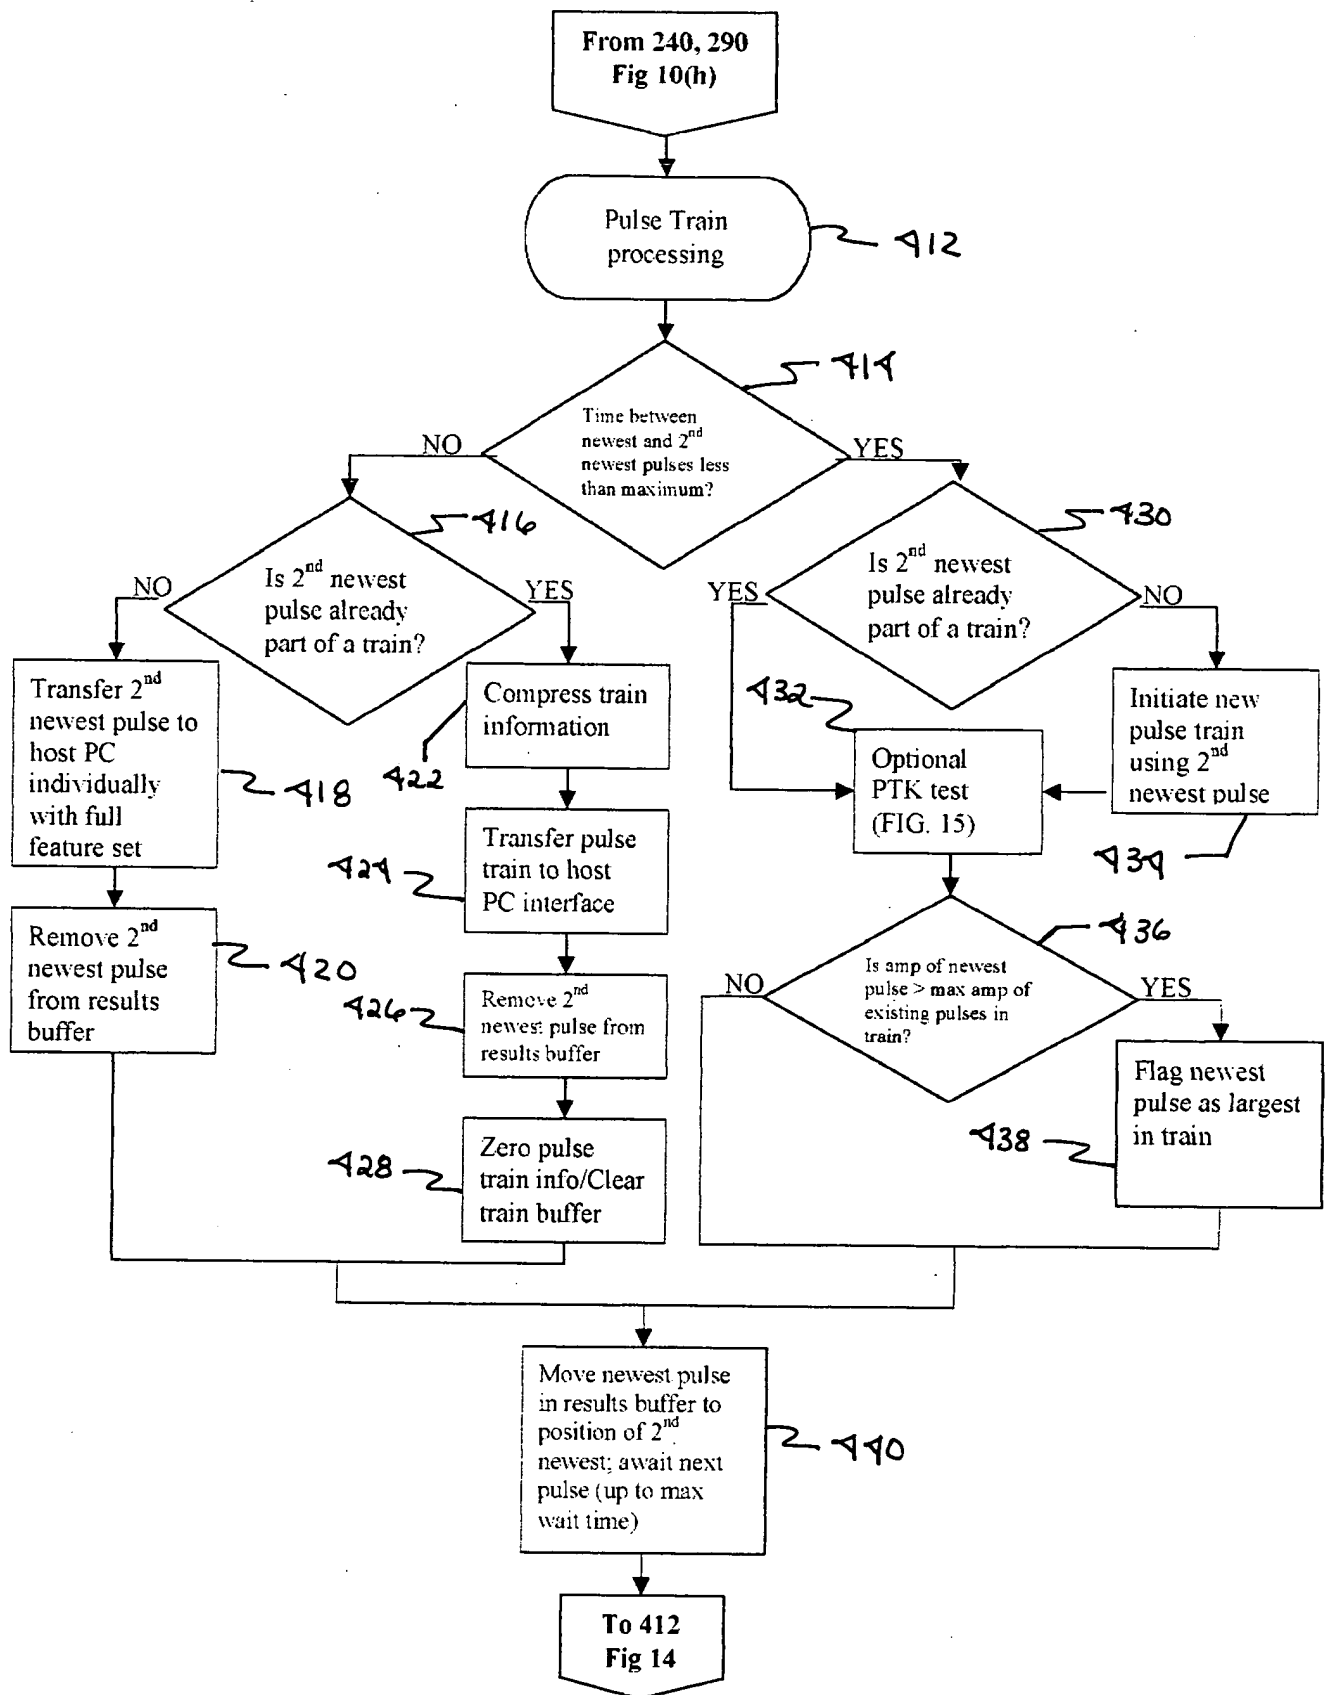 From 240, 290
Fig 10(h)
Pulse Train
processing
412
414
Time between
newest and 2nd
newest pulses less
than maximum?
NO
YES
416
Is 2nd newest
pulse already
part of a train?
NO
YES
430
Is 2nd newest
pulse already
part of a train?
YES
NO
Transfer 2nd
newest pulse to
host PC
individually
with full
feature set
418
Compress train
information
422
432
Optional
PTK test
(FIG. 15)
Initiate new
pulse train
using 2nd
newest pulse
434
Transfer pulse
train to host
PC interface
424
Remove 2nd
newest pulse
from results
buffer
420
Remove 2nd
newest pulse from
results buffer
426
436
Is amp of newest
pulse > max amp of
existing pulses in
train?
NO
YES
Flag newest
pulse as largest
in train
438
Zero pulse
train info/Clear
train buffer
428
Move newest pulse
in results buffer to
position of 2nd
newest; await next
pulse (up to max
wait time)
440
To 412
Fig 14